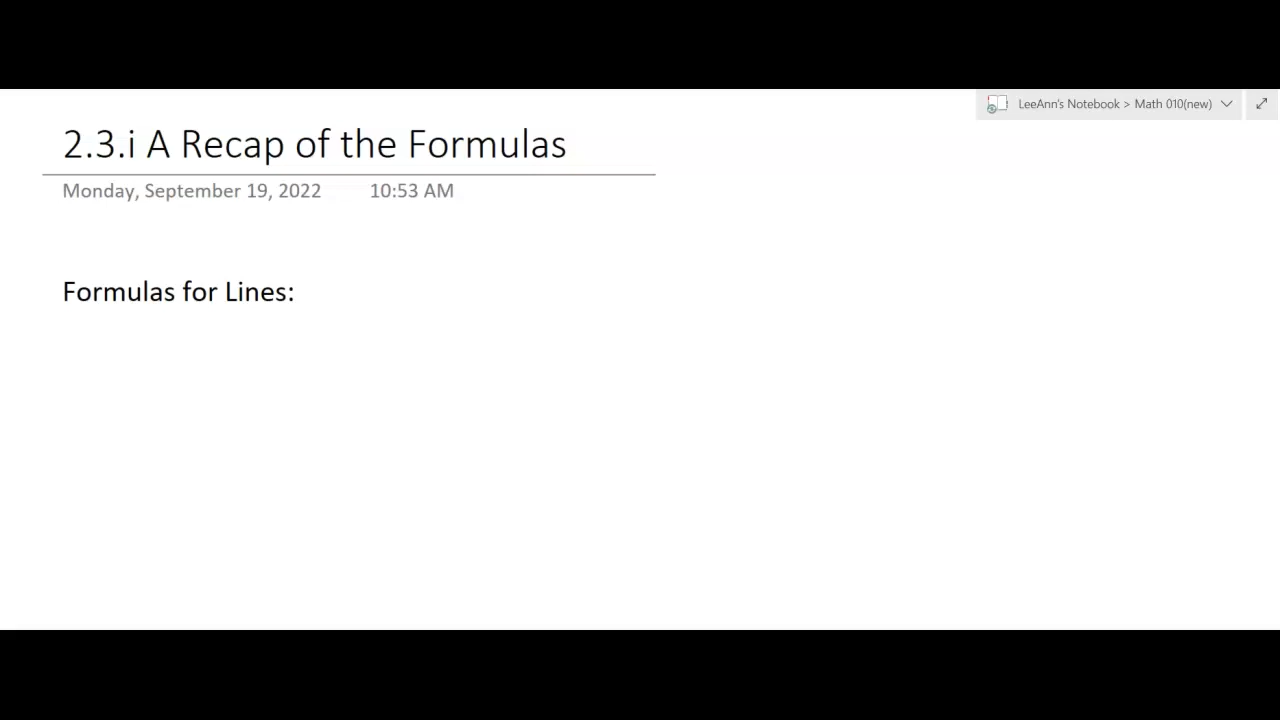 LeeAnn's Notebook > Math 010(new)
2.3.i A Recap of the Formulas
Monday, September 19, 2022 10:53 AM
Formulas for Lines: